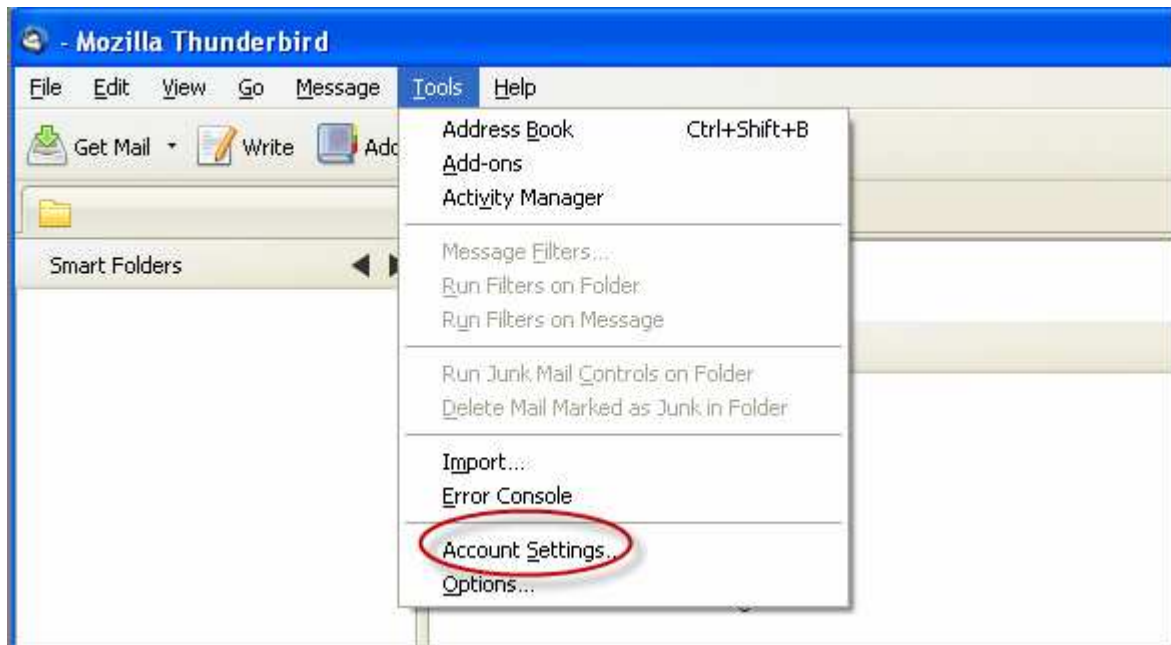 - Mozilla Thunderbird
File Edit View Go Message Tools Help
Get Mail Write Add
Address Book Ctrl+Shift+B
Add-ons
Activity Manager
Smart Folders
Message Filters...
Run Filters on Folder
Run Filters on Message
Run Junk Mail Controls on Folder
Delete Mail Marked as Junk in Folder
Import...
Error Console
Account Settings..
Options...